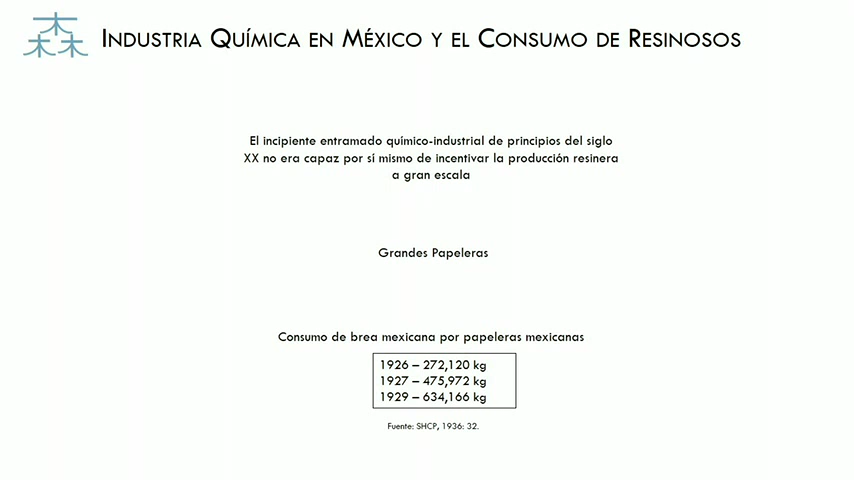 INDUSTRIA QUÍMICA EN MÉXICO Y EL CONSUMO DE RESINOSOS
El incipiente entramado químico-industrial de principios del siglo
XX no era capaz por sí mismo de incentivar la producción resinera
a gran escala
Grandes Papeleras
Consumo de brea mexicana por papeleras mexicanas
1926 – 272,120 kg
1927 – 475,972 kg
1929 – 634,166 kg
Fuente: SHCP, 1936: 32.